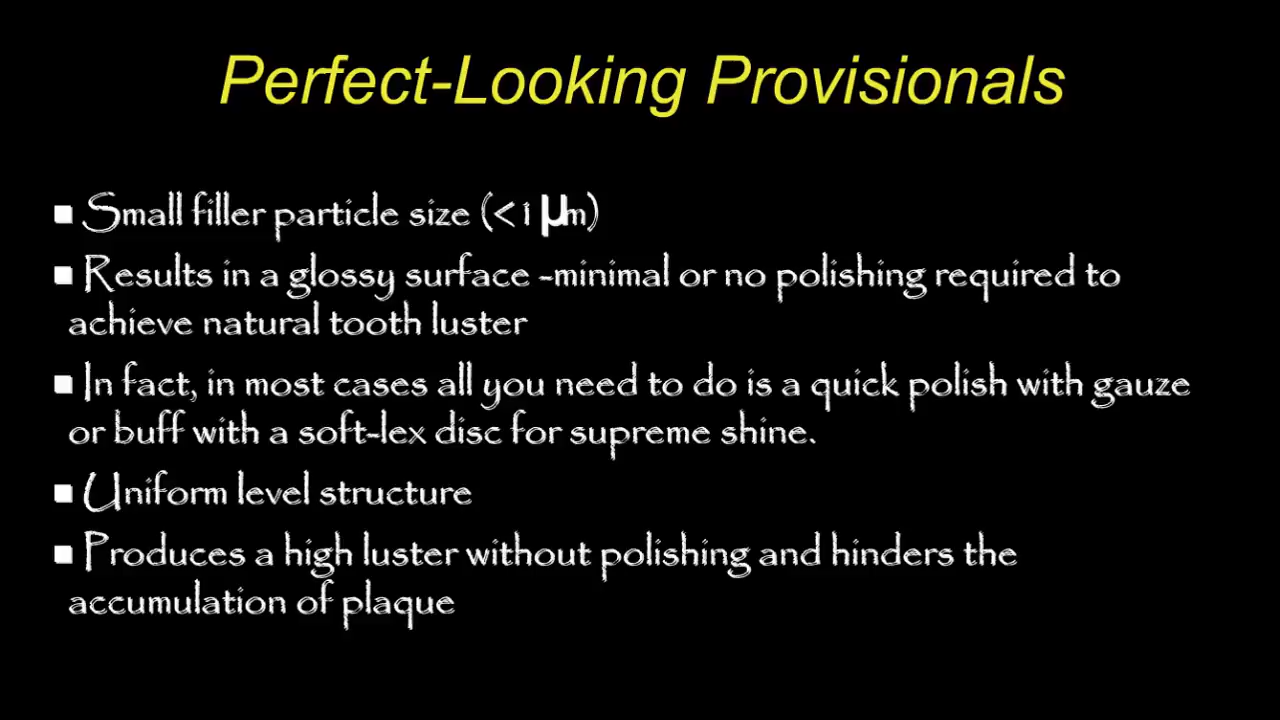 Perfect-Looking Provisionals
■ Small filler particle size (<1µm)
■ Results in a glossy surface -minimal or no polishing required to
achieve natural tooth luster
■ In fact, in most cases all you need to do is a quick polish with gauze
or buff with a soft-lex disc for supreme shine.
■ Uniform level structure
■ Produces a high luster without polishing and hinders the
accumulation of plaque